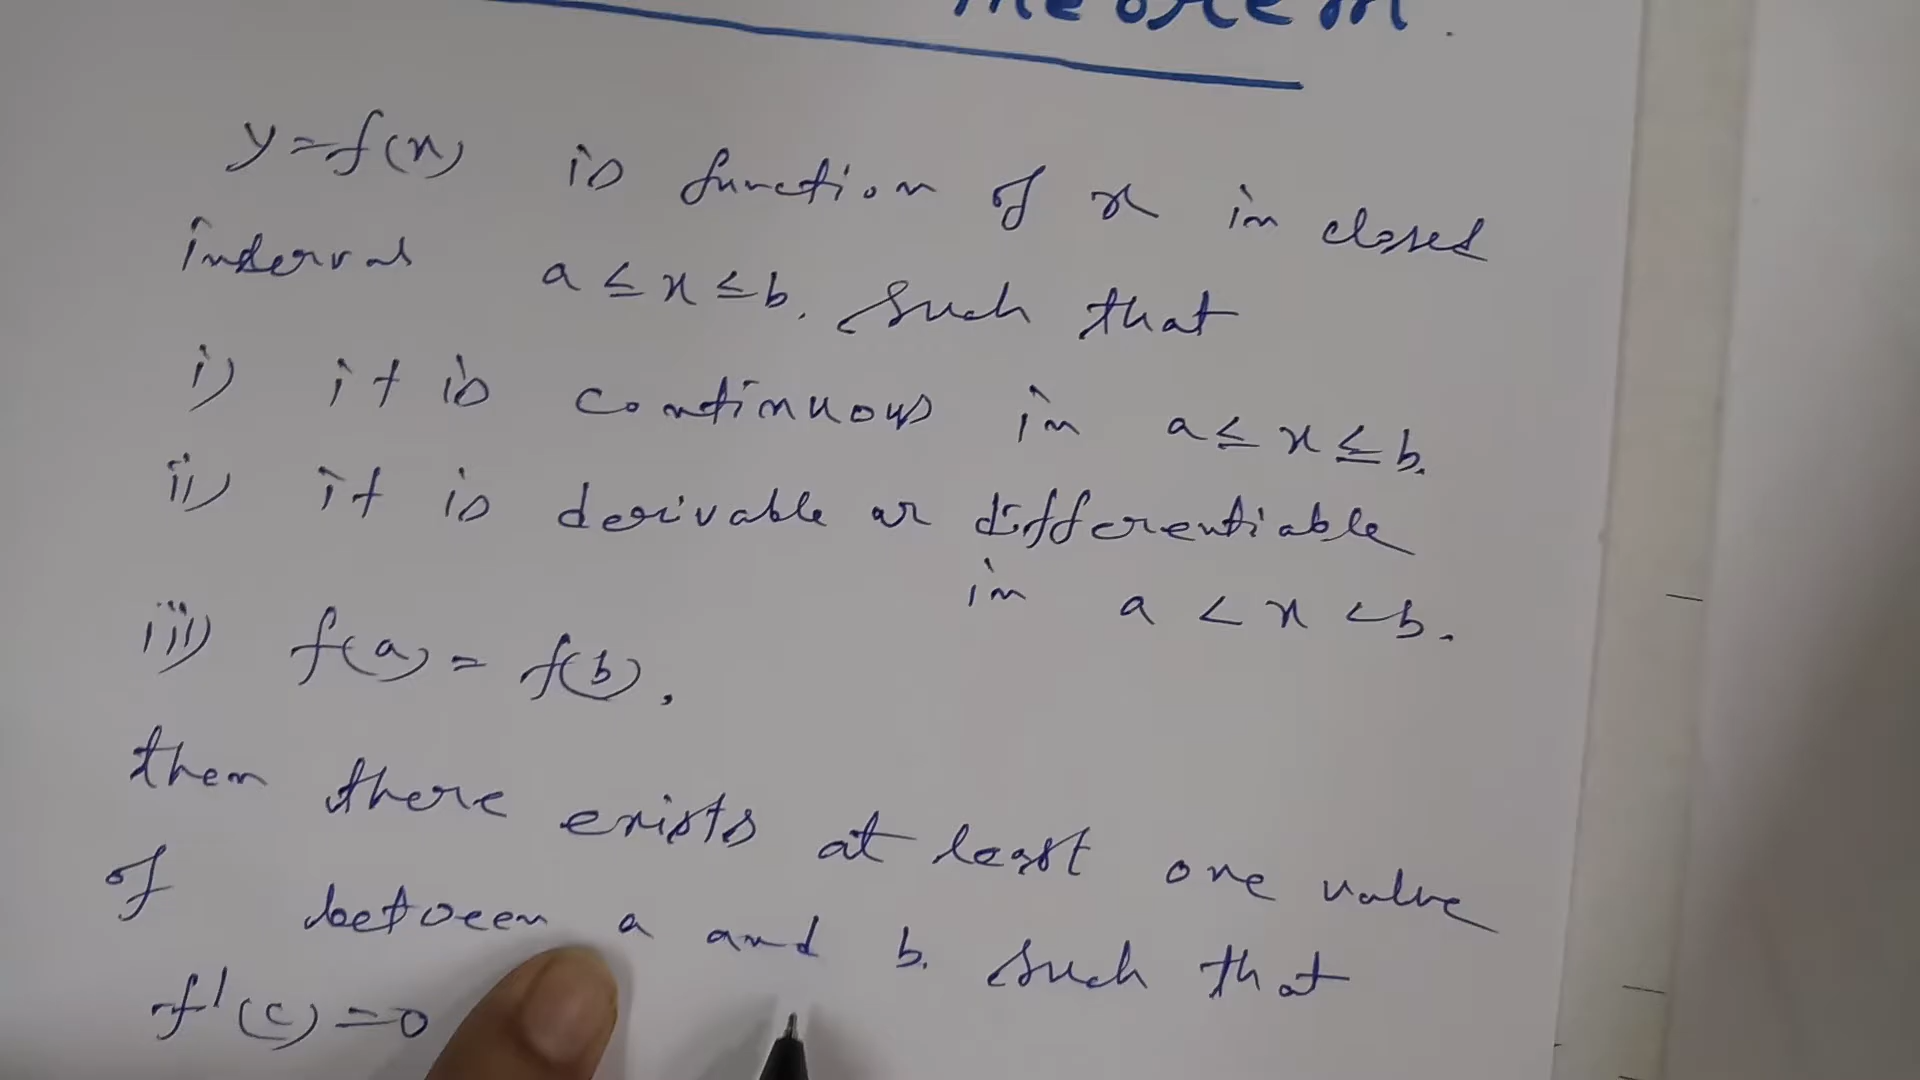 Theorem.
y=f(x) is function of x in closed
interval a ≤ x ≤ b. Such that
i) it is continuous in a ≤ x ≤ b.
ii) it is derivable or differentiable
in a < x < b.
iii) f(a) = f(b),
then there exists at least one value
of between a and b. Such that
f'(c) = 0